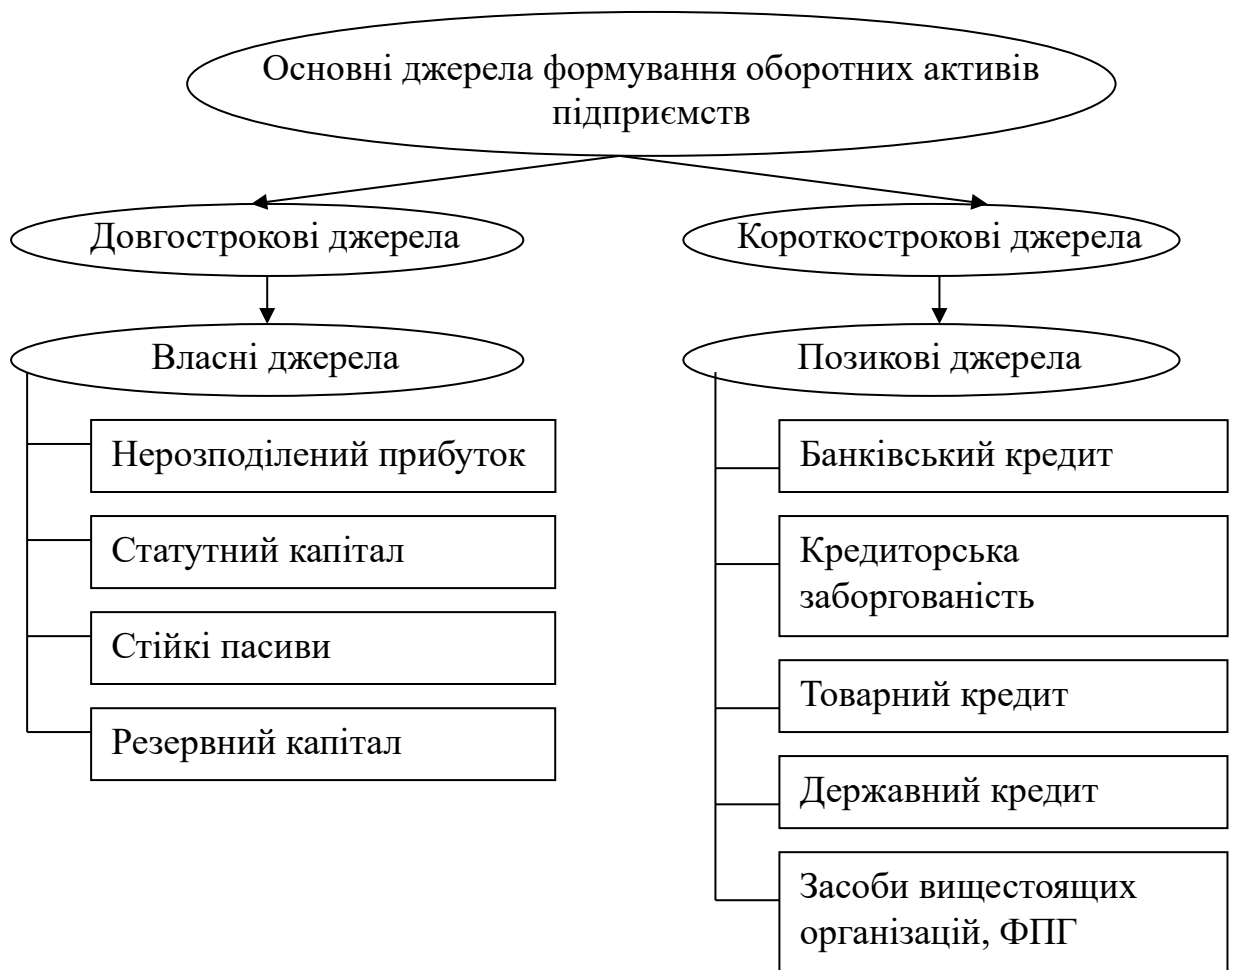 Основні джерела формування оборотних активів
підприємств
Довгострокові джерела
Короткострокові джерела
Власні джерела
Позикові джерела
Нерозподілений прибуток
Статутний капітал
Стійкі пасиви
Резервний капітал
Банківський кредит
Кредиторська
заборгованість
Товарний кредит
Державний кредит
Засоби вищестоящих
організацій, ФПГ